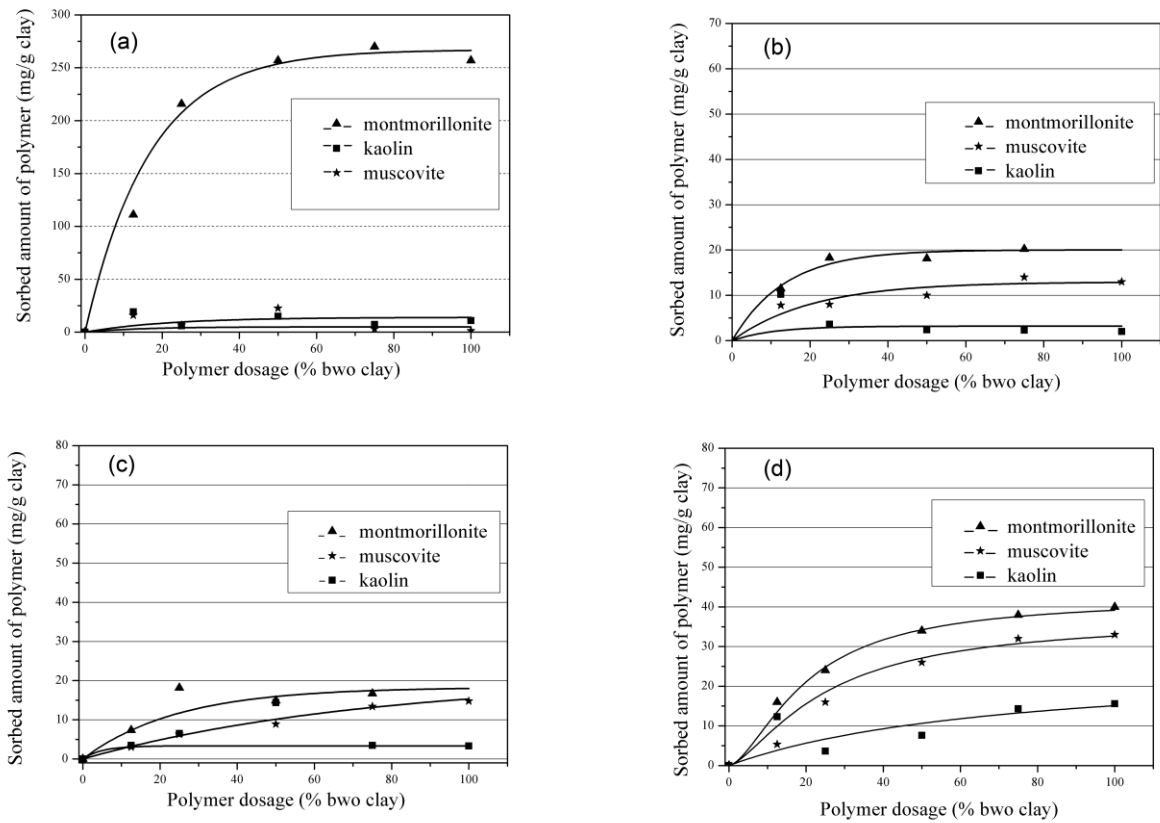 (a)
Sorbed amount of polymer (mg/g clay)
300
250
200
150
100
50
0
montmorillonite
kaolin
muscovite
0 20 40 60 80 100
Polymer dosage (% bwo clay)
(b)
Sorbed amount of polymer (mg/g clay)
70
60
50
40
30
20
10
0
montmorillonite
muscovite
kaolin
0 20 40 60 80 100
Polymer dosage (% bwo clay)
(c)
Sorbed amount of polymer (mg/g clay)
80
70
60
50
40
30
20
10
0
montmorillonite
muscovite
kaolin
0 20 40 60 80 100
Polymer dosage (% bwo clay)
(d)
Sorbed amount of polymer (mg/g clay)
80
70
60
50
40
30
20
10
0
montmorillonite
muscovite
kaolin
0 20 40 60 80 100
Polymer dosage (% bwo clay)